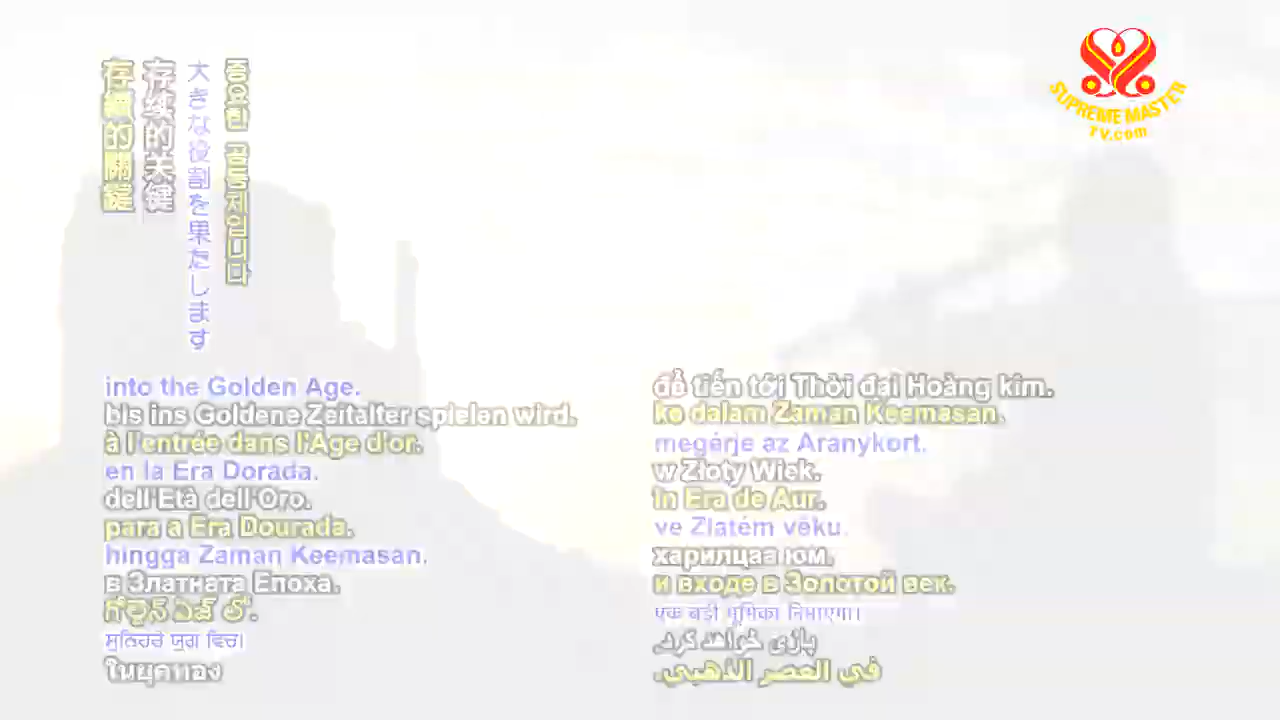 存續的關鍵
存续的关键
大きな役割を果たします
중요한 공동체입니다
SUPREME MASTER
TV.com
into the Golden Age.
bis ins Goldene Zeitalter spielen wird.
à l'entrée dans l'Âge d'or.
en la Era Dorada.
dell'Età dell'Oro.
para a Era Dourada.
hingga Zaman Keemasan.
в Златната Епоха.
గోల్డెన్ ఏజ్ లో.
ਸੁਨਿਹਰੇ ਯੁਗ ਵਿਚ।
ในยุคทอง
để tiến tới Thời đại Hoàng kim.
ke dalam Zaman Keemasan.
megérje az Aranykort.
w Złoty Wiek.
în Era de Aur.
ve Zlatém věku.
харилцаа юм.
и входе в Золотой век.
एक बड़ी भूमिका निभाएगा।
بازی خواهد کرد.
في العصر الذهبي.